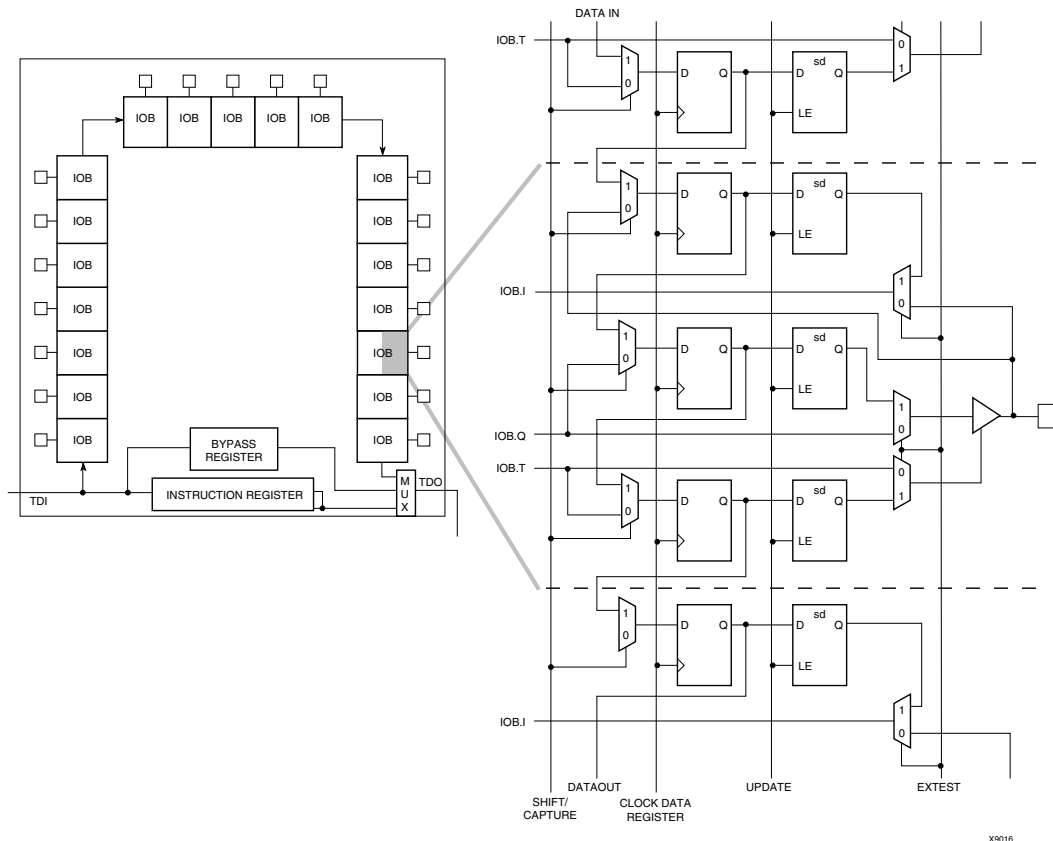 IOB IOB IOB IOB IOB
IOB
IOB
IOB
IOB
IOB
IOB
IOB
IOB
IOB
IOB
IOB
IOB
IOB
IOB
BYPASS
REGISTER
INSTRUCTION REGISTER
TDI
M
U
X
TDO
DATA IN
IOB.T
1
0
D Q
sd
D Q
LE
0
1
1
0
D Q
sd
D Q
LE
IOB.I
1
0
1
0
D Q
sd
D Q
LE
IOB.Q
1
0
IOB.T
0
1
1
0
D Q
sd
D Q
LE
1
0
D Q
sd
D Q
LE
IOB.I
1
0
SHIFT/
CAPTURE
DATAOUT
CLOCK DATA
REGISTER
UPDATE
EXTEST
X9016